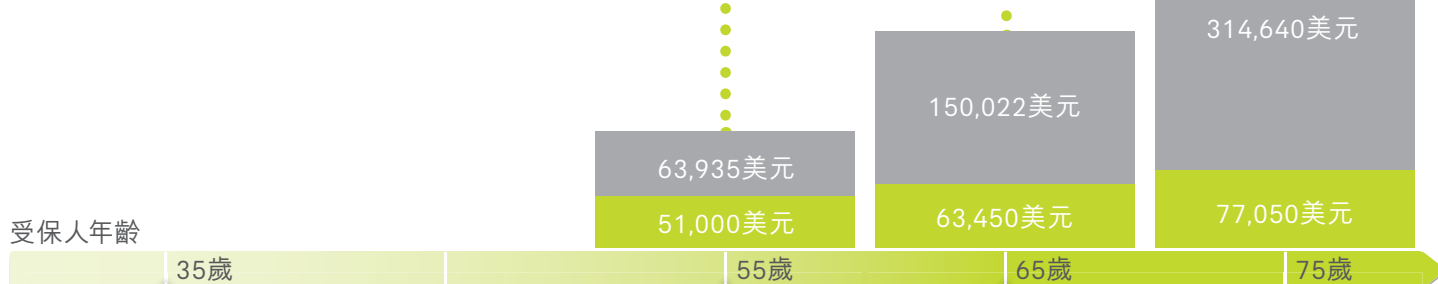 314,640美元
150,022美元
63,935美元
51,000美元
63,450美元
77,050美元
受保人年齡
35歲
55歲
65歲
75歲